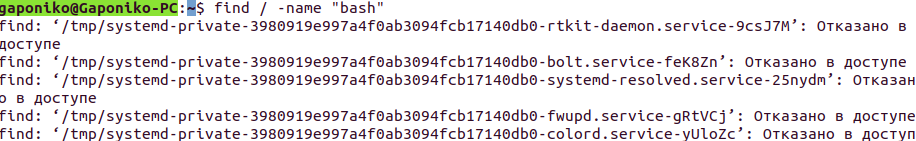 gaponiko@Gaponiko-PC:~$ find / -name "bash"
find: ‘/tmp/systemd-private-3980919e997a4f0ab3094fcb17140db0-rtkit-daemon.service-9csJ7M’: Отказано в
доступе
find: ‘/tmp/systemd-private-3980919e997a4f0ab3094fcb17140db0-bolt.service-feK8Zn’: Отказано в доступе
find: ‘/tmp/systemd-private-3980919e997a4f0ab3094fcb17140db0-systemd-resolved.service-25nydm’: Отказан
о в доступе
find: ‘/tmp/systemd-private-3980919e997a4f0ab3094fcb17140db0-fwupd.service-gRtVCj’: Отказано в доступе
find: ‘/tmp/systemd-private-3980919e997a4f0ab3094fcb17140db0-colord.service-yUloZc’: Отказано в доступ